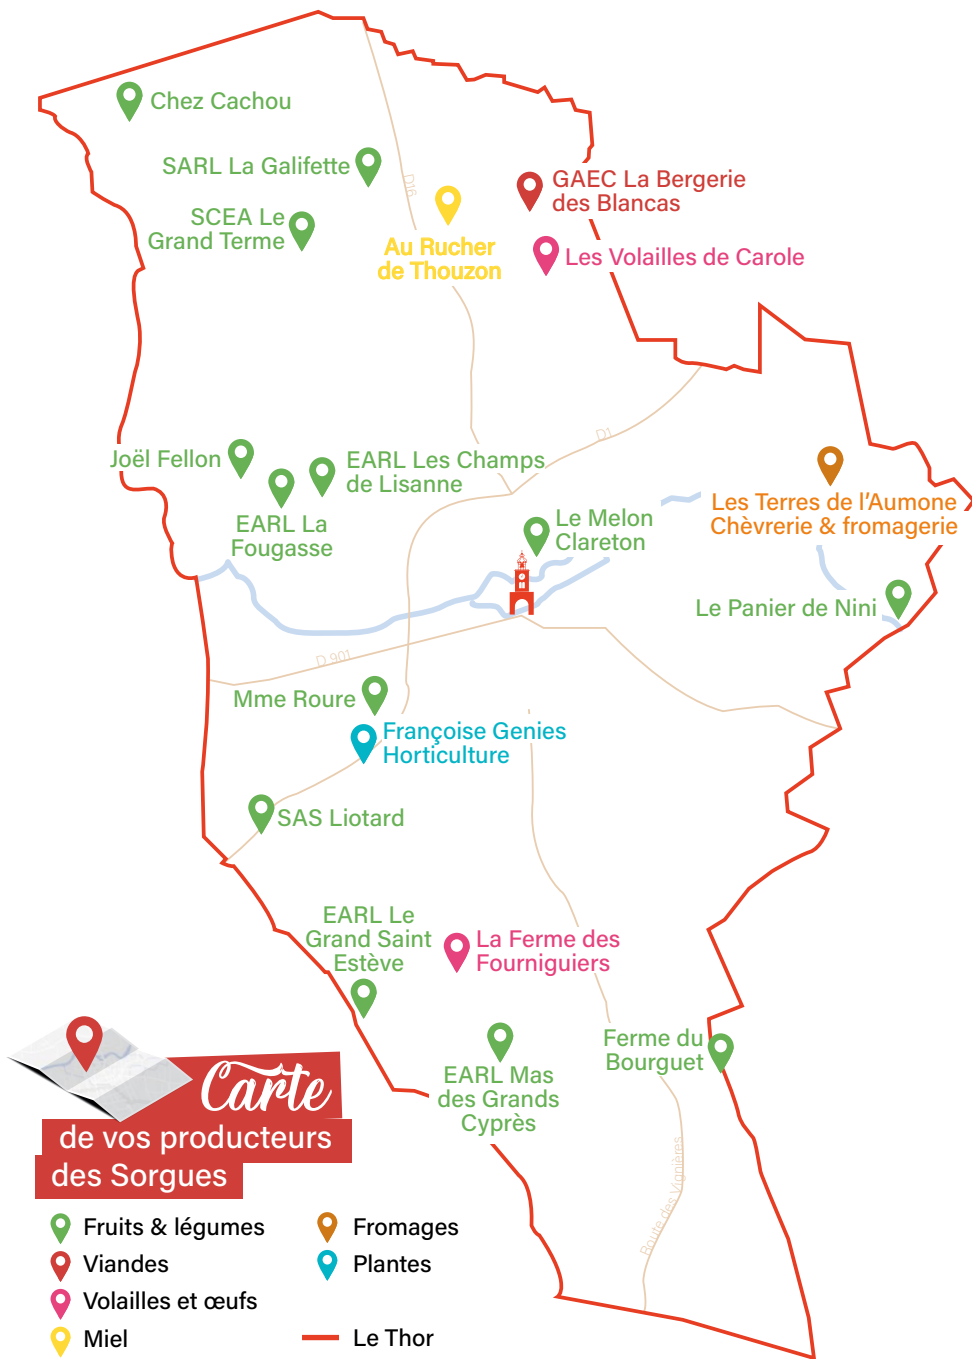 Chez Cachou
SARL La Galifette
D16
GAEC La Bergerie
des Blancas
SCEA Le
Grand Terme
Au Rucher
de Thouzon
Les Volailles de Carole
D1
Joël Fellon
EARL Les Champs
de Lisanne
EARL La
Fougasse
Le Melon
Clareton
Les Terres de l'Aumone
Chèvrerie & fromagerie
Le Panier de Nini
D 901
Mme Roure
Françoise Genies
Horticulture
SAS Liotard
EARL Le
Grand Saint
Estève
La Ferme des
Fourniguiers
Ferme du
Bourguet
EARL Mas
des Grands
Cyprès
Route des Vignières
Carte
de vos producteurs
des Sorgues
Fruits & légumes
Viandes
Volailles et œufs
Miel
Fromages
Plantes
Le Thor